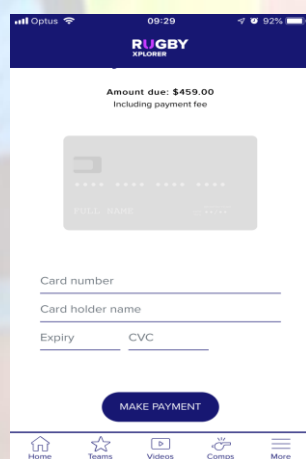 Optus 09:29 92%
RUGBY
XPLORER
Amount due: $459.00
Including payment fee
FULL NAME
Card number
Card holder name
Expiry CVC
MAKE PAYMENT
Home Teams Videos Comps More